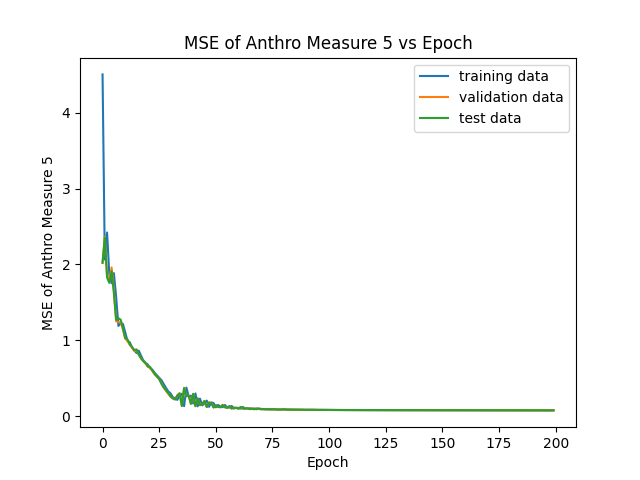 MSE of Anthro Measure 5 vs Epoch
training data
validation data
test data
MSE of Anthro Measure 5
4
3
2
1
0
0 25 50 75 100 125 150 175 200
Epoch